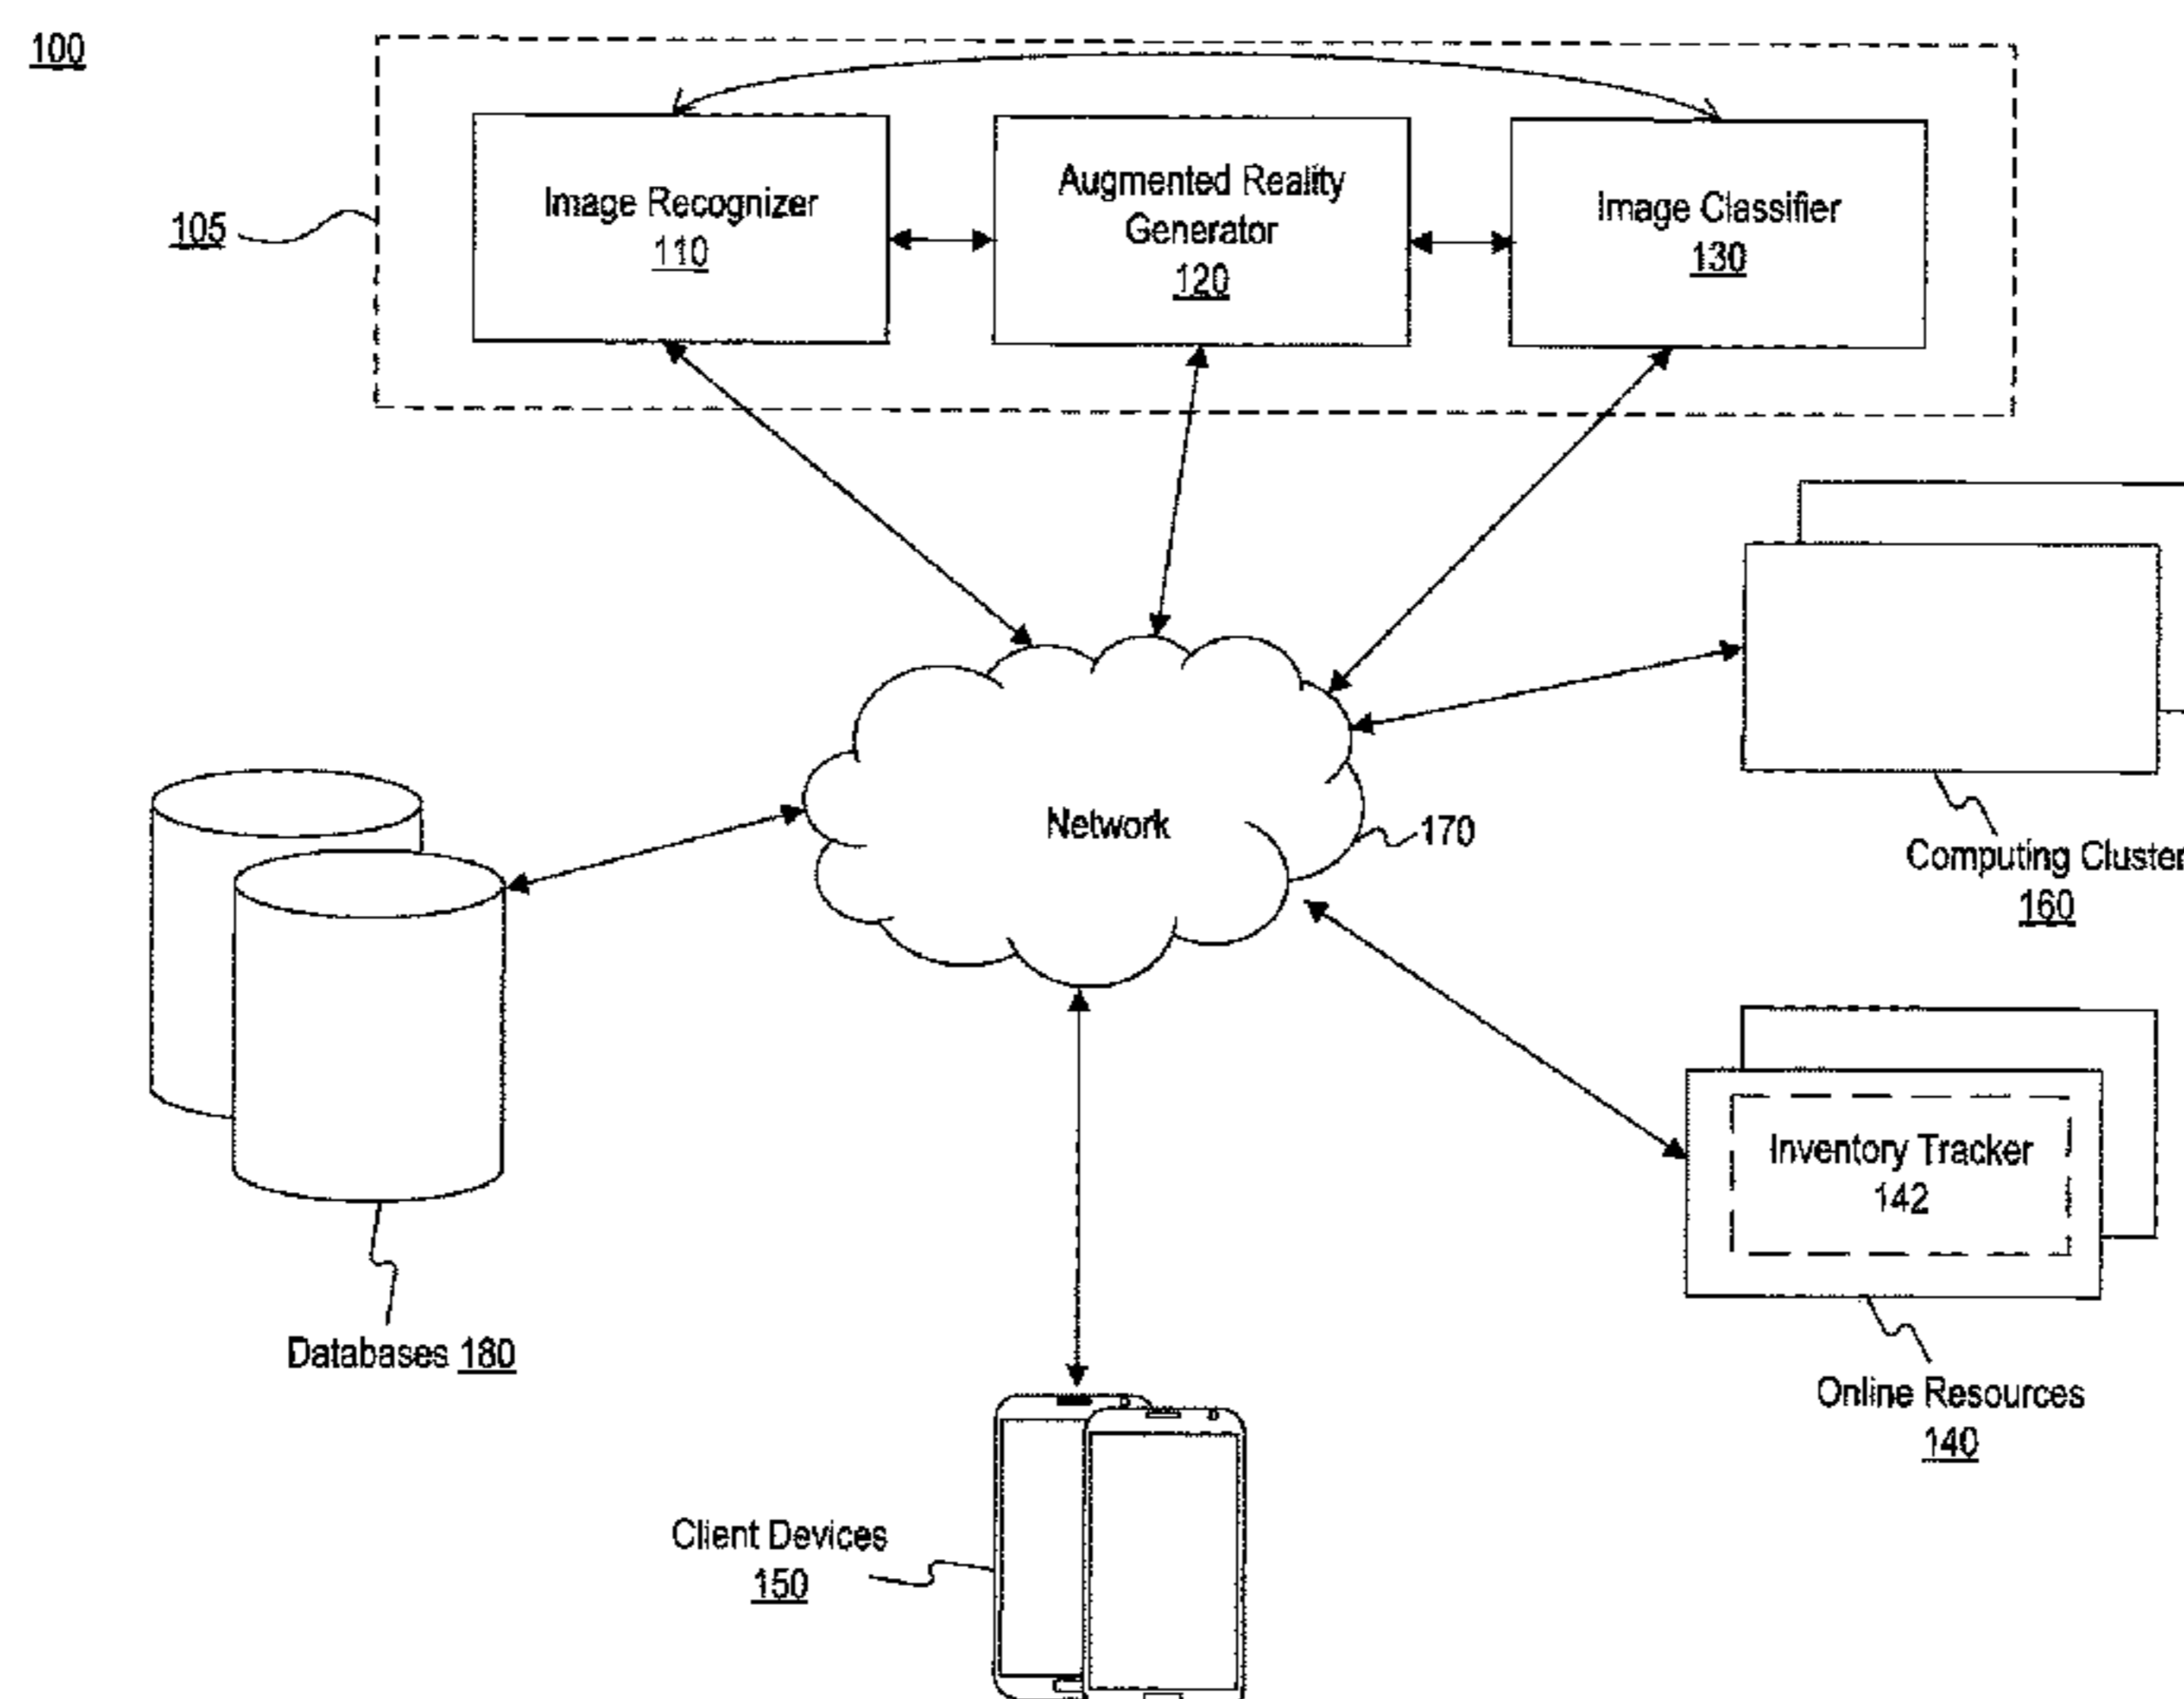 100
105
Image Recognizer
110
Augmented Reality
Generator
120
Image Classifier
130
Network
170
Computing Cluster
160
Inventory Tracker
142
Databases 180
Online Resources
140
Client Devices
150